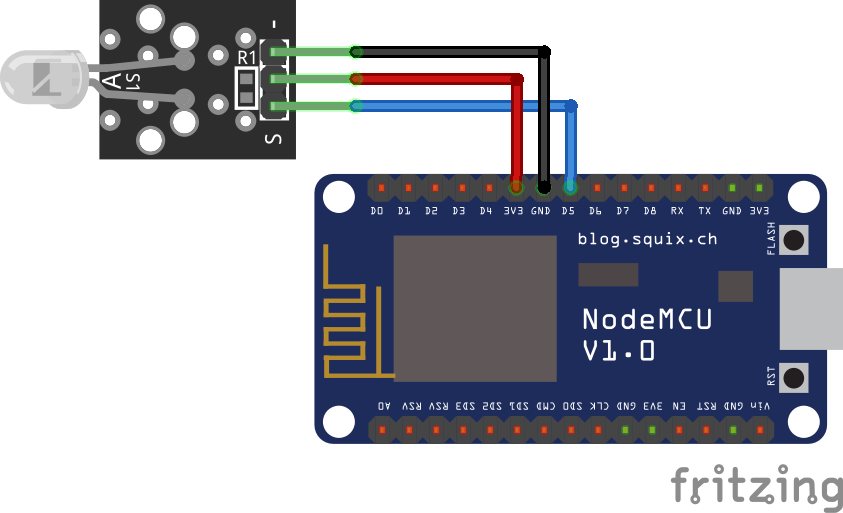 -
R1
A
S1
S
D0 D1 D2 D3 D4 3V3 GND D5 D6 D7 D8 RX TX GND 3V3
FLASH
blog.squix.ch
NodeMCU
V1.0
RST
A0 RSV RSV SD3 SD2 SD1 CMD SD0 CLK GND 3V3 EN RST GND Vin
fritzing